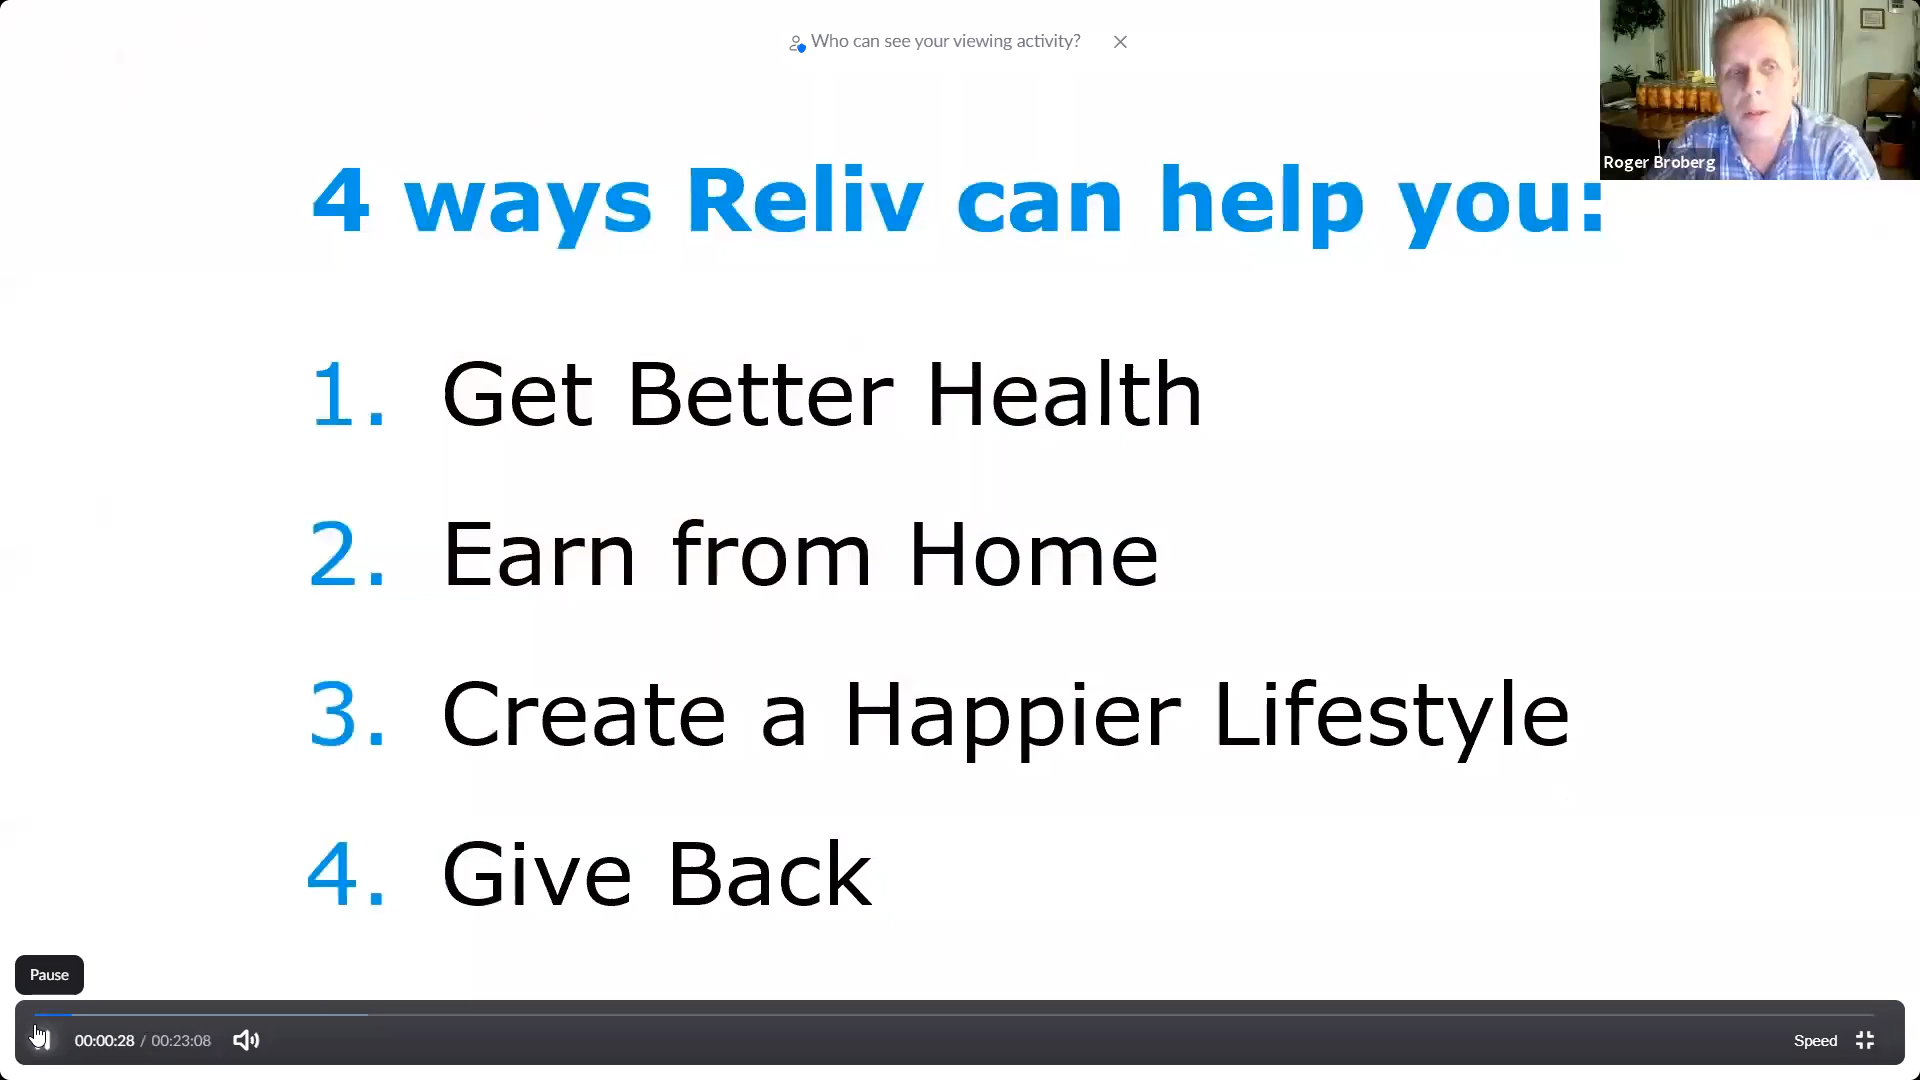 Who can see your viewing activity?
Roger Broberg
4 ways Reliv can help you:
1. Get Better Health
2. Earn from Home
3. Create a Happier Lifestyle
4. Give Back
Pause
00:00:28 / 00:23:08
Speed